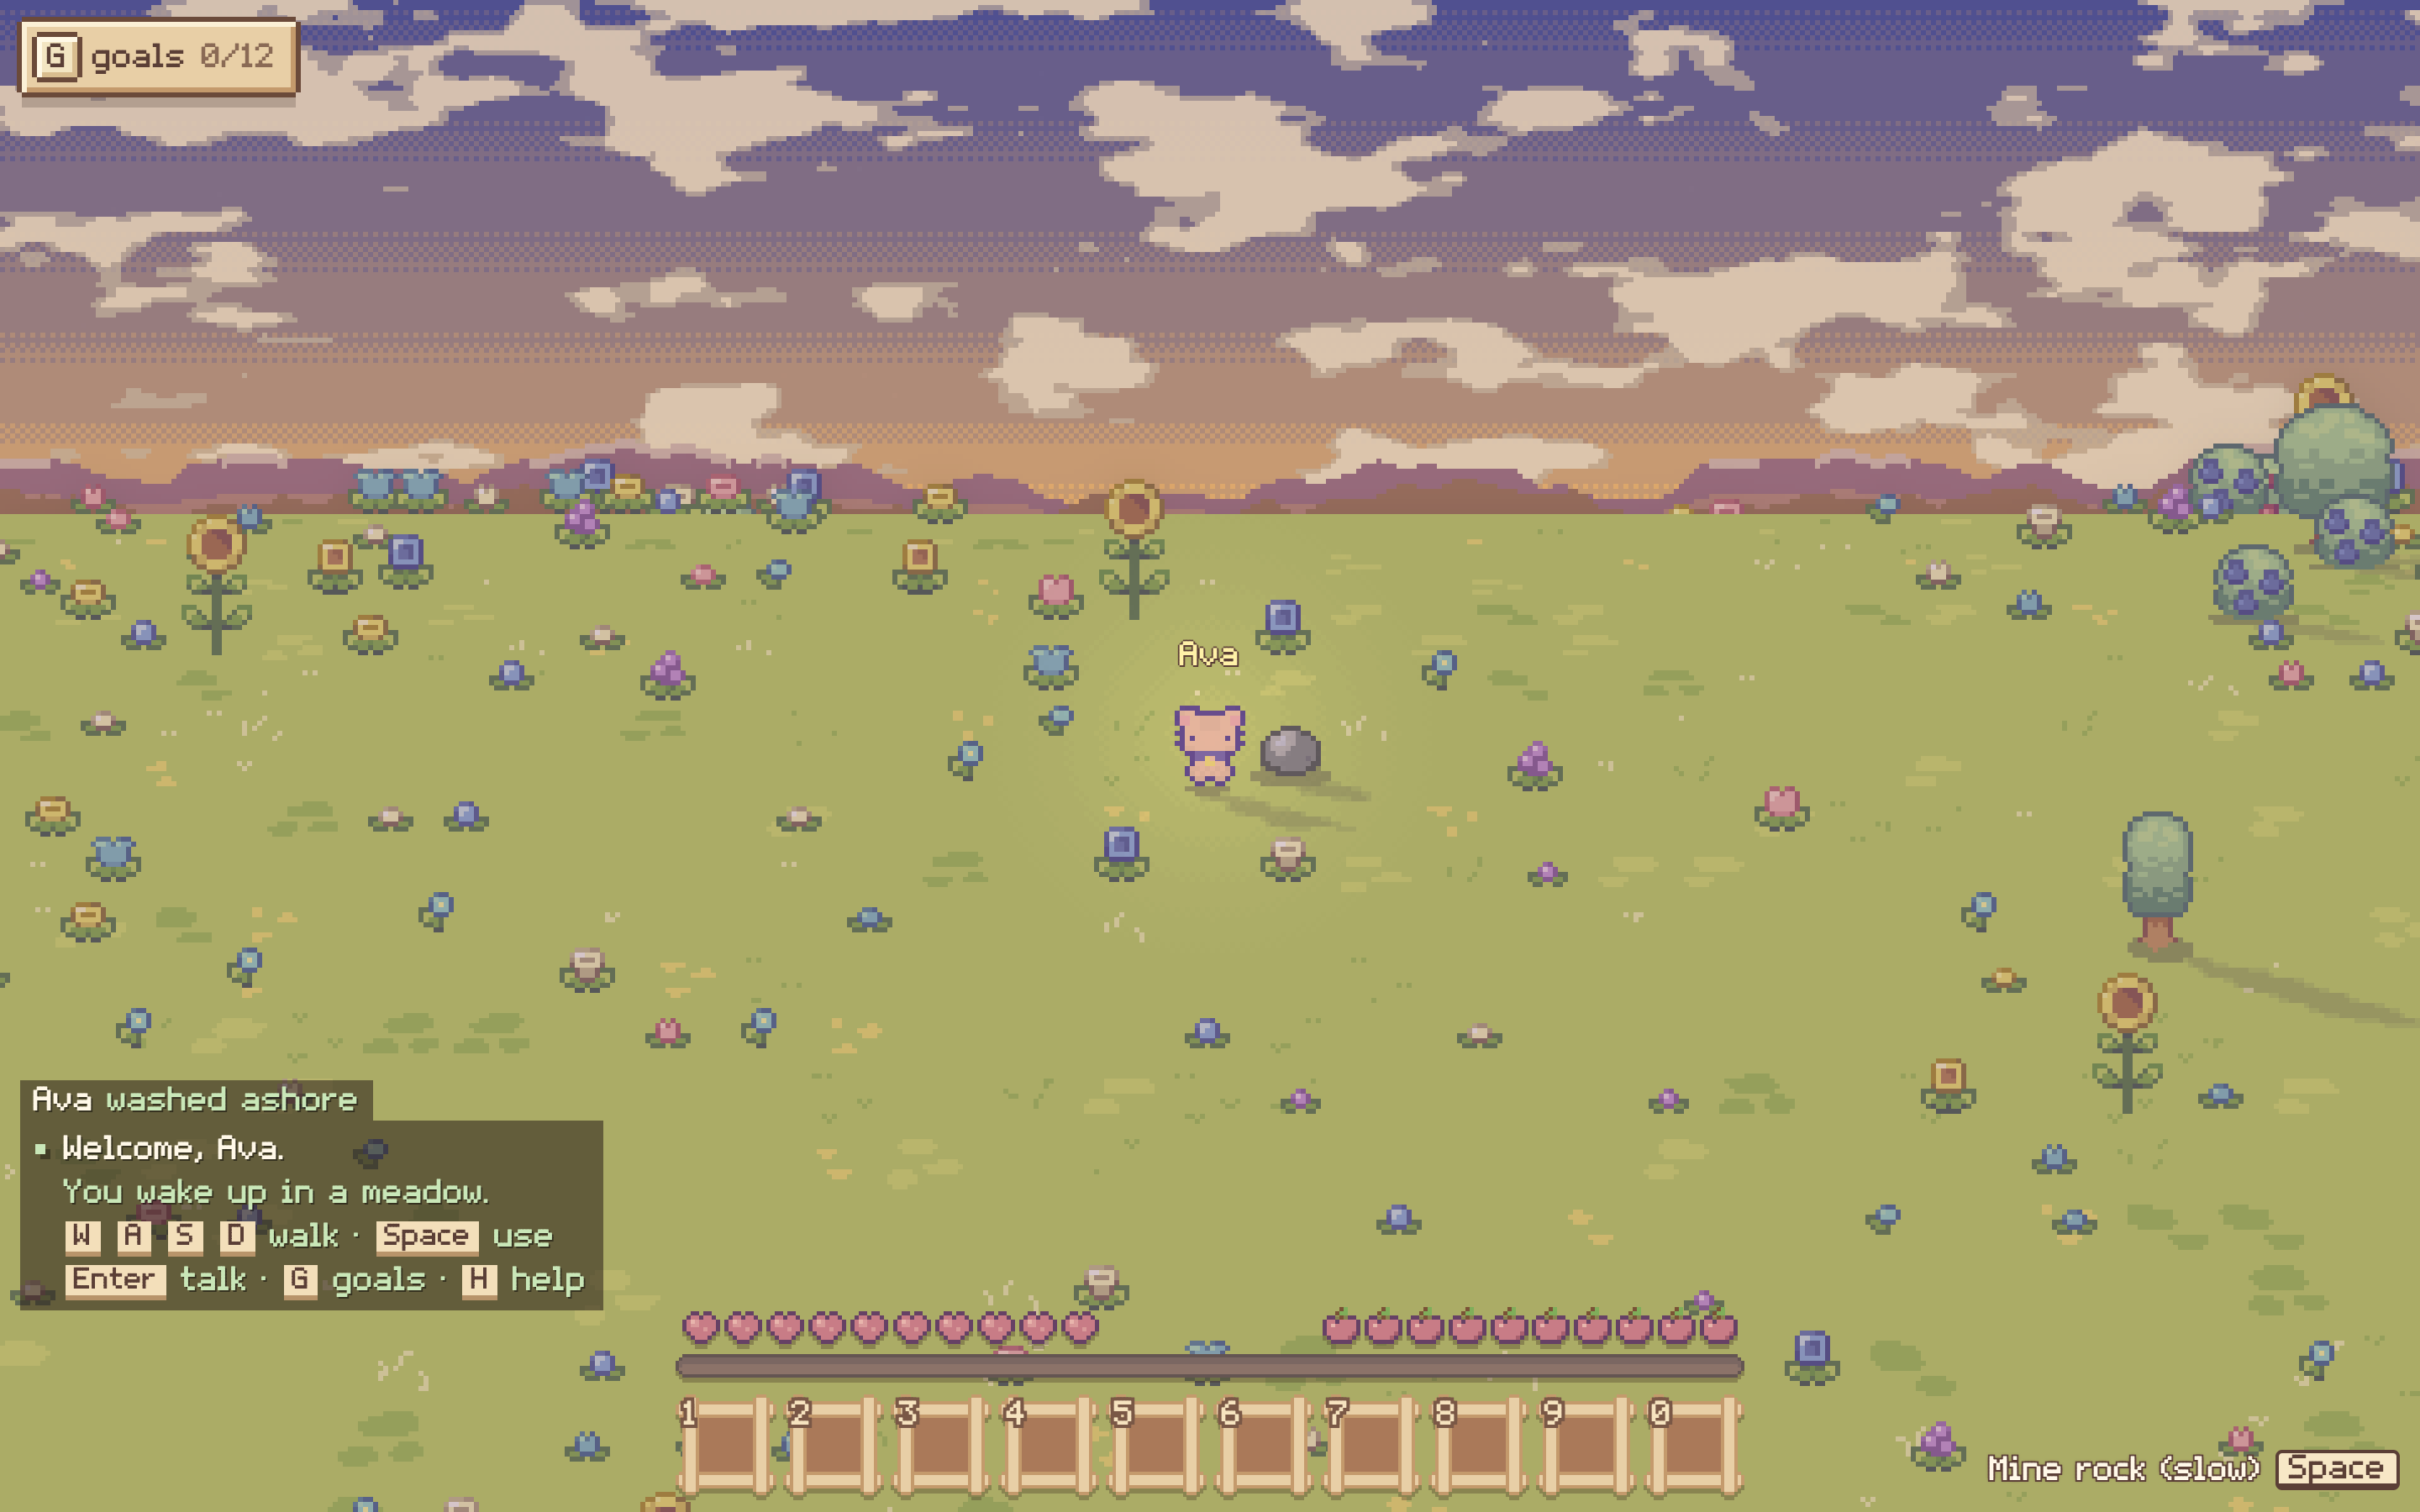 G goals 0/12
Ava
Ava washed ashore
Welcome, Ava.
You wake up in a meadow.
W A S D walk · Space use
Enter talk · G goals · H help
1 2 3 4 5 6 7 8 9 0
Mine rock (slow) Space